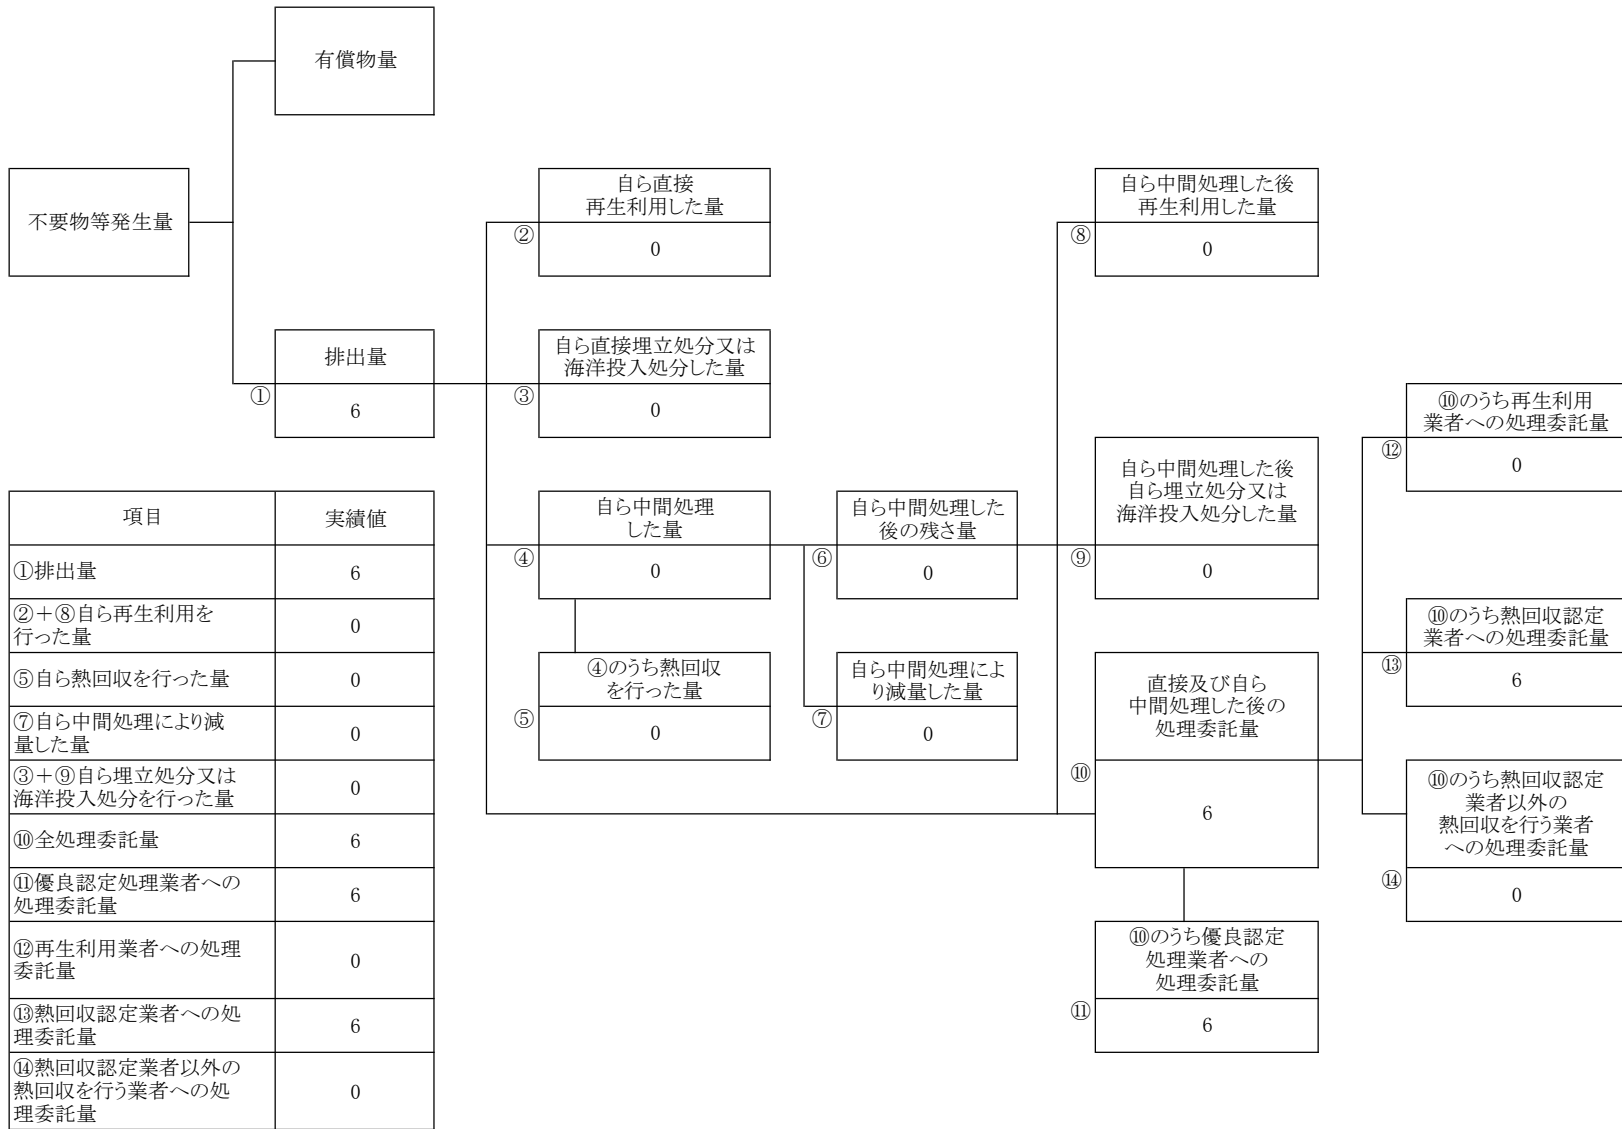 有償物量
不要物等発生量
自ら直接
再生利用した量
②
0
自ら中間処理した後
再生利用した量
⑧
0
排出量
①
6
自ら直接埋立処分又は
海洋投入処分した量
③
0
⑩のうち再生利用
業者への処理委託量
⑫
0
自ら中間処理
した量
④
0
自ら中間処理した
後の残さ量
⑥
0
自ら中間処理した後
自ら埋立処分又は
海洋投入処分した量
⑨
0
⑩のうち熱回収認定
業者への処理委託量
⑬
6
④のうち熱回収
を行った量
⑤
0
自ら中間処理によ
り減量した量
⑦
0
直接及び自ら
中間処理した後の
処理委託量
⑩
6
⑩のうち熱回収認定
業者以外の
熱回収を行う業者
への処理委託量
⑭
0
⑩のうち優良認定
処理業者への
処理委託量
⑪
6
項目 実績値
①排出量 6
②＋⑧自ら再生利用を
行った量 0
⑤自ら熱回収を行った量 0
⑦自ら中間処理により減
量した量 0
③＋⑨自ら埋立処分又は
海洋投入処分を行った量 0
⑩全処理委託量 6
⑪優良認定処理業者への
処理委託量 6
⑫再生利用業者への処理
委託量 0
⑬熱回収認定業者への処
理委託量 6
⑭熱回収認定業者以外の
熱回収を行う業者への処
理委託量 0